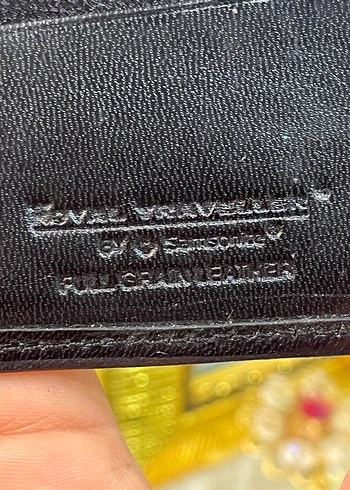 ROYAL TRAVELLER®
BY Samsonite®
FULL GRAIN LEATHER